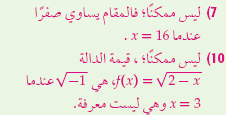 (7 ليس ممكنًا؛ فالمقام يساوي صفرًا
عندما x = 16 .
(10 ليس ممكنًا؛ ، قيمة الدالة
f(x) = √2 − x، هي √−1 عندما
x = 3 وهي ليست معرفة.